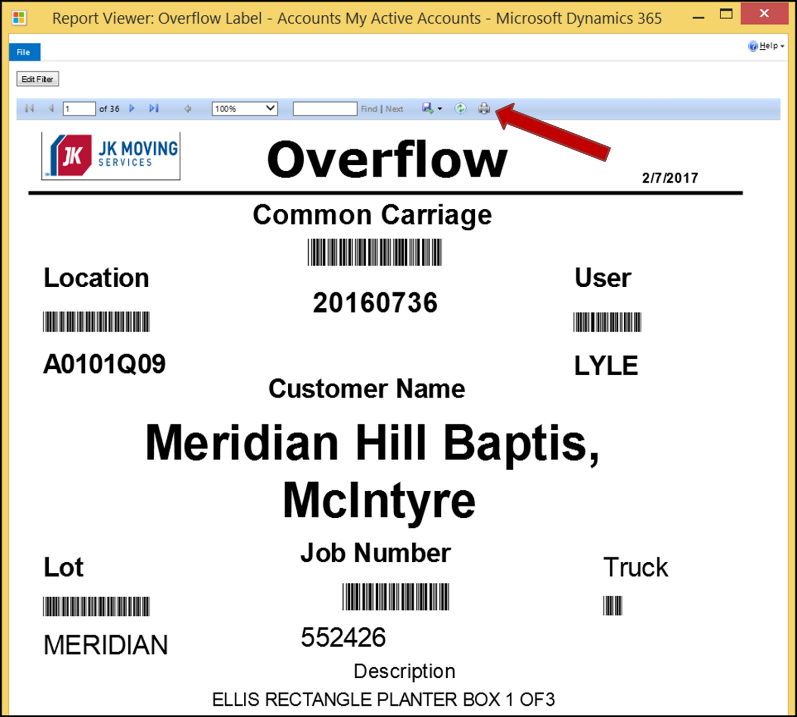 Report Viewer: Overflow Label - Accounts My Active Accounts - Microsoft Dynamics 365
File
Help
Edit Filter
1 of 36 100% Find | Next
JK JK MOVING SERVICES
Overflow
2/7/2017
Common Carriage
Location
User
20160736
A0101Q09
LYLE
Customer Name
Meridian Hill Baptis,
McIntyre
Job Number
Lot
Truck
MERIDIAN
552426
Description
ELLIS RECTANGLE PLANTER BOX 1 OF3